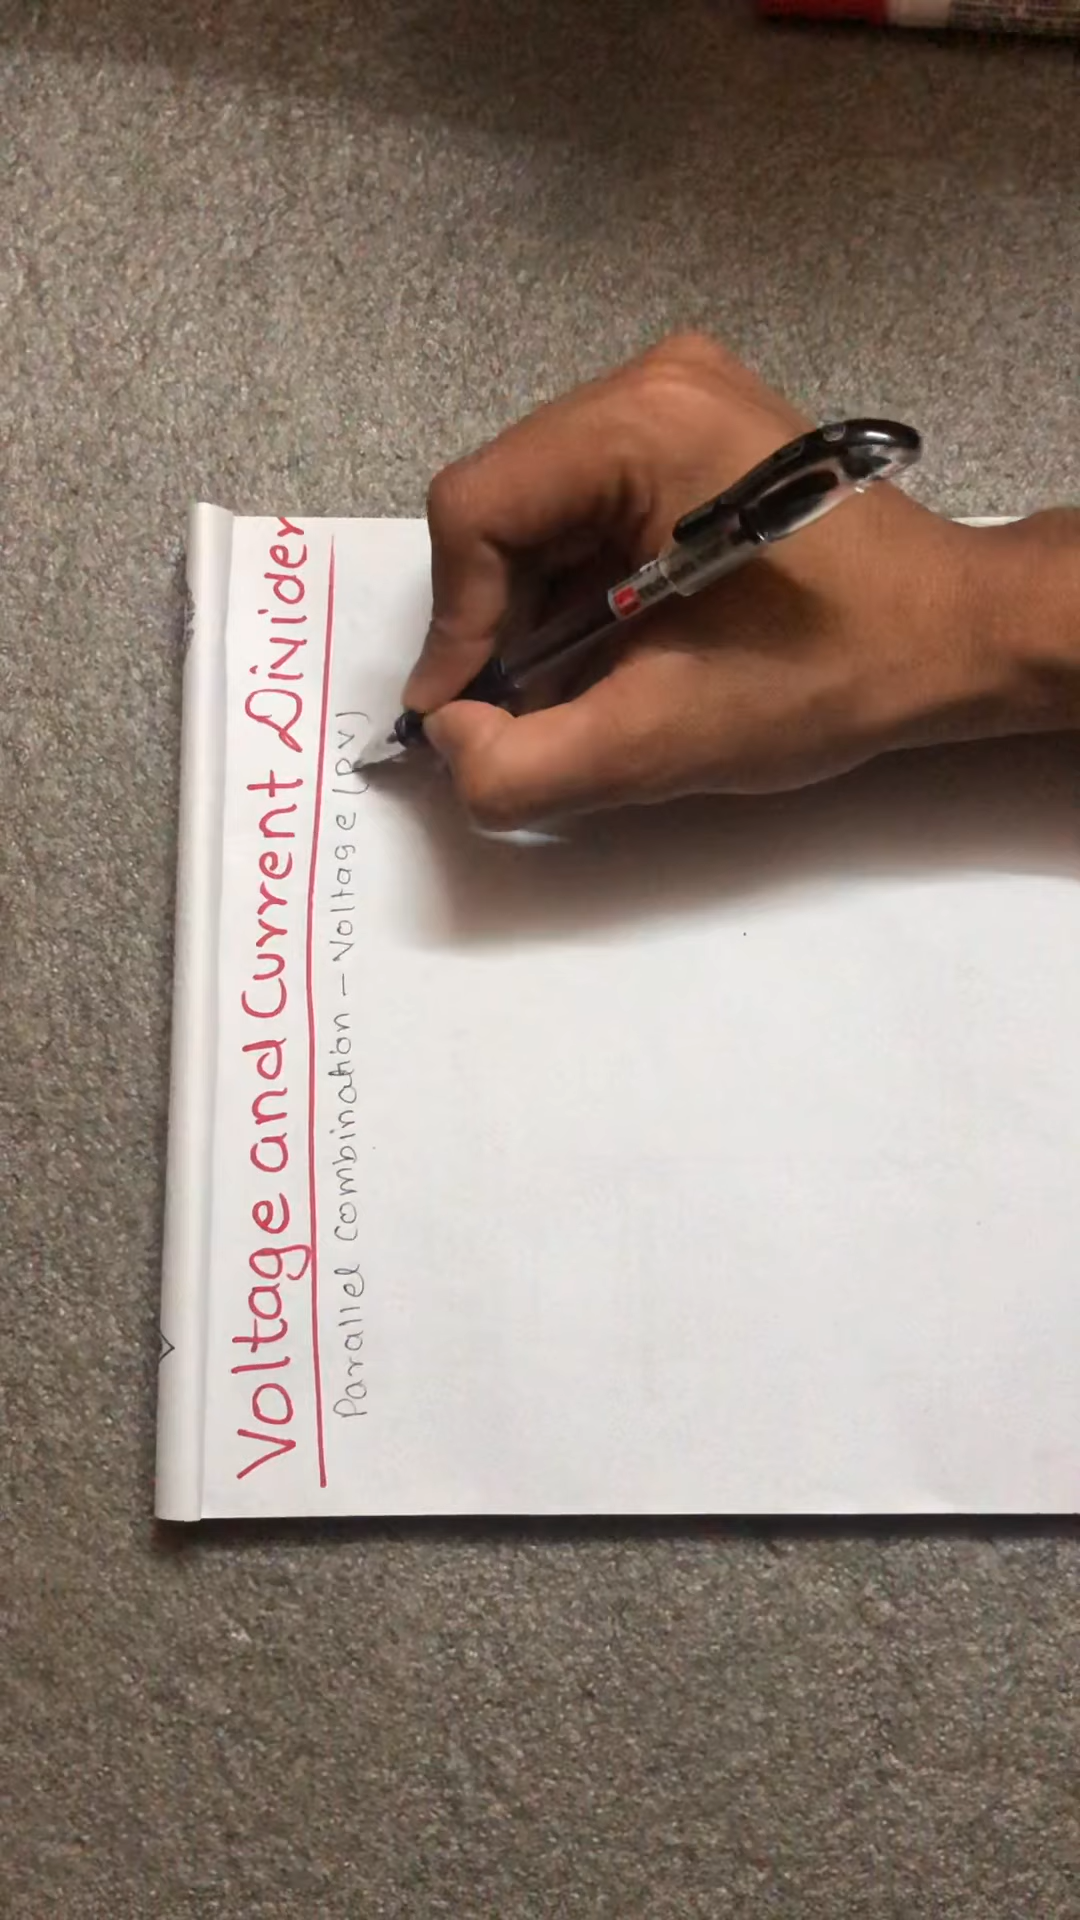 Voltage and Current Divider
Parallel Combination - Voltage (PV)